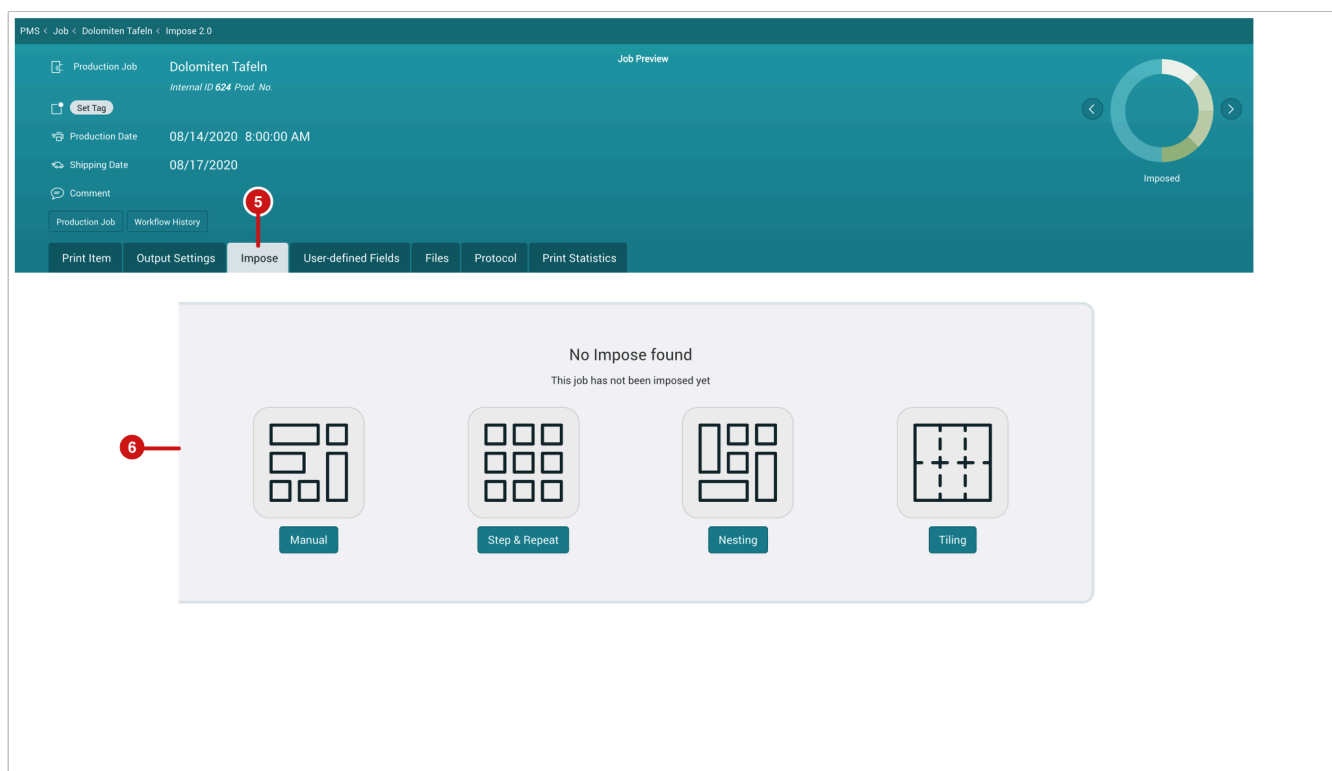 PMS < Job < Dolomiten Tafeln < Impose 2.0
Job Preview
Production Job Dolomiten Tafeln
Internal ID 624 Prod. No.
Set Tag
Production Date 08/14/2020 8:00:00 AM
Shipping Date 08/17/2020
Imposed
Comment
5
Production Job Workflow History
Print Item Output Settings Impose User-defined Fields Files Protocol Print Statistics
No Impose found
This job has not been imposed yet
6
Manual Step & Repeat Nesting Tiling